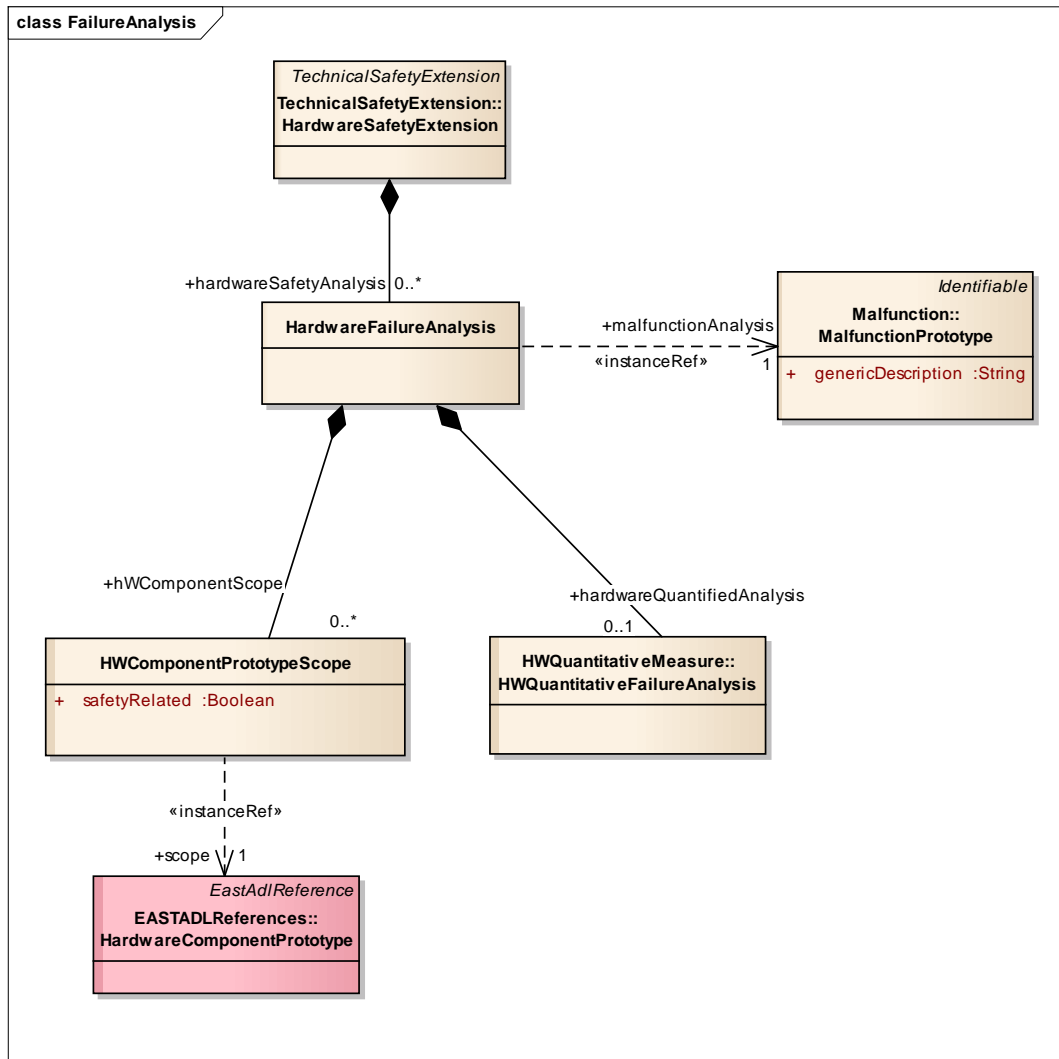 class FailureAnalysis
TechnicalSafetyExtension
TechnicalSafetyExtension::
HardwareSafetyExtension
+hardwareSafetyAnalysis 0..*
HardwareFailureAnalysis
+malfunctionAnalysis
«instanceRef»
1
Identifiable
Malfunction::
MalfunctionPrototype
+ genericDescription :String
+hWComponentScope
0..*
+hardwareQuantifiedAnalysis
0..1
HWComponentPrototypeScope
+ safetyRelated :Boolean
HWQuantitativeMeasure::
HWQuantitativeFailureAnalysis
«instanceRef»
+scope 1
EastAdlReference
EASTADLReferences::
HardwareComponentPrototype